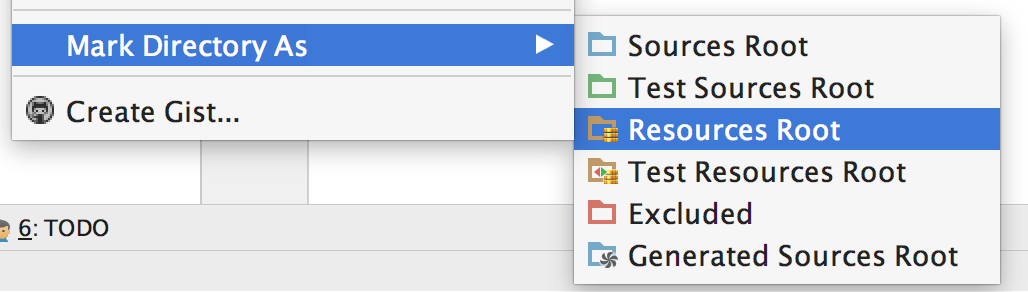 Mark Directory As
Create Gist...
Sources Root
Test Sources Root
Resources Root
Test Resources Root
Excluded
Generated Sources Root
6: TODO